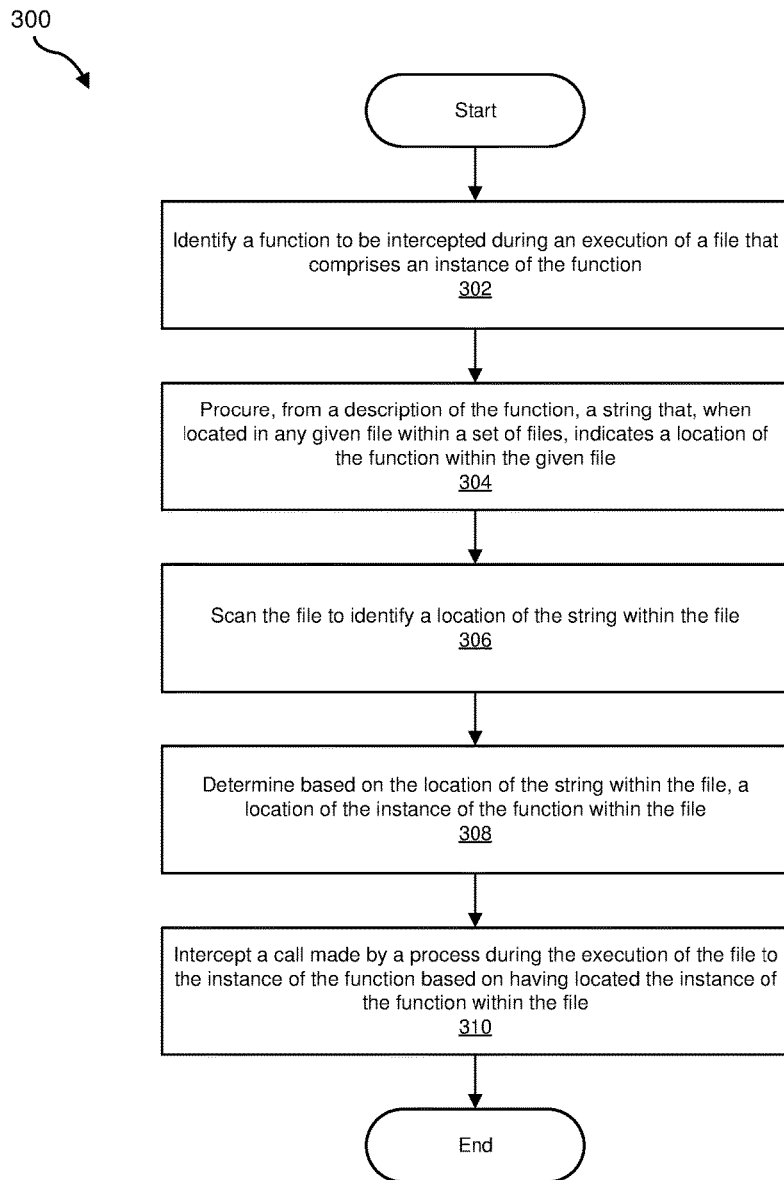 300
Start
Identify a function to be intercepted during an execution of a file that
comprises an instance of the function
302
Procure, from a description of the function, a string that, when
located in any given file within a set of files, indicates a location of
the function within the given file
304
Scan the file to identify a location of the string within the file
306
Determine based on the location of the string within the file, a
location of the instance of the function within the file
308
Intercept a call made by a process during the execution of the file to
the instance of the function based on having located the instance of
the function within the file
310
End